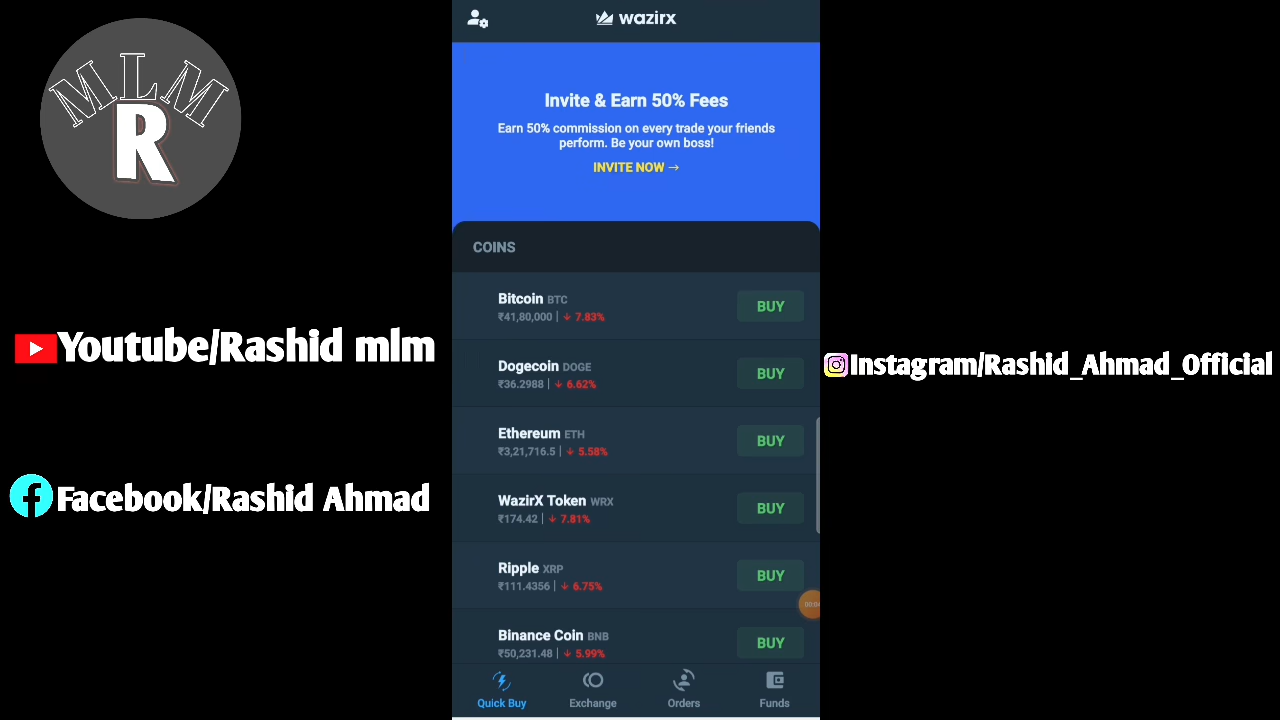 MLM
R
Youtube/Rashid mlm
Facebook/Rashid Ahmad
wazirx
Invite & Earn 50% Fees
Earn 50% commission on every trade your friends
perform. Be your own boss!
INVITE NOW →
COINS
Bitcoin BTC
₹41,80,000 | ↓ 7.83%
BUY
Dogecoin DOGE
₹36.2988 | ↓ 6.62%
BUY
Ethereum ETH
₹3,21,716.5 | ↓ 5.58%
BUY
WazirX Token WRX
₹174.42 | ↓ 7.81%
BUY
Ripple XRP
₹111.4356 | ↓ 6.75%
BUY
Binance Coin BNB
₹50,231.48 | ↓ 5.99%
BUY
Quick Buy
Exchange
Orders
Funds
Instagram/Rashid_Ahmad_Official